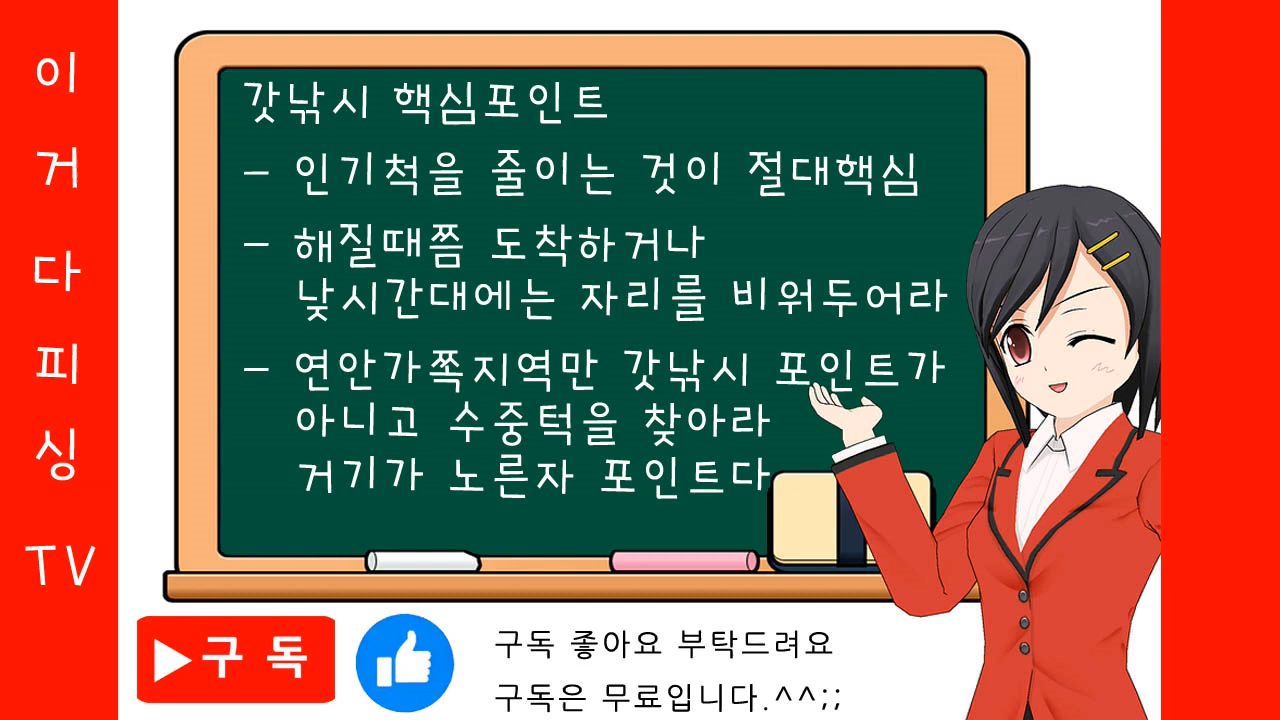 이거다피싱TV
갓낚시 핵심포인트
- 인기척을 줄이는 것이 절대핵심
- 해질때쯤 도착하거나
낮시간대에는 자리를 비워두어라
- 연안가쪽지역만 갓낚시 포인트가
아니고 수중턱을 찾아라
거기가 노른자 포인트다
구독
구독 좋아요 부탁드려요
구독은 무료입니다.^^;;